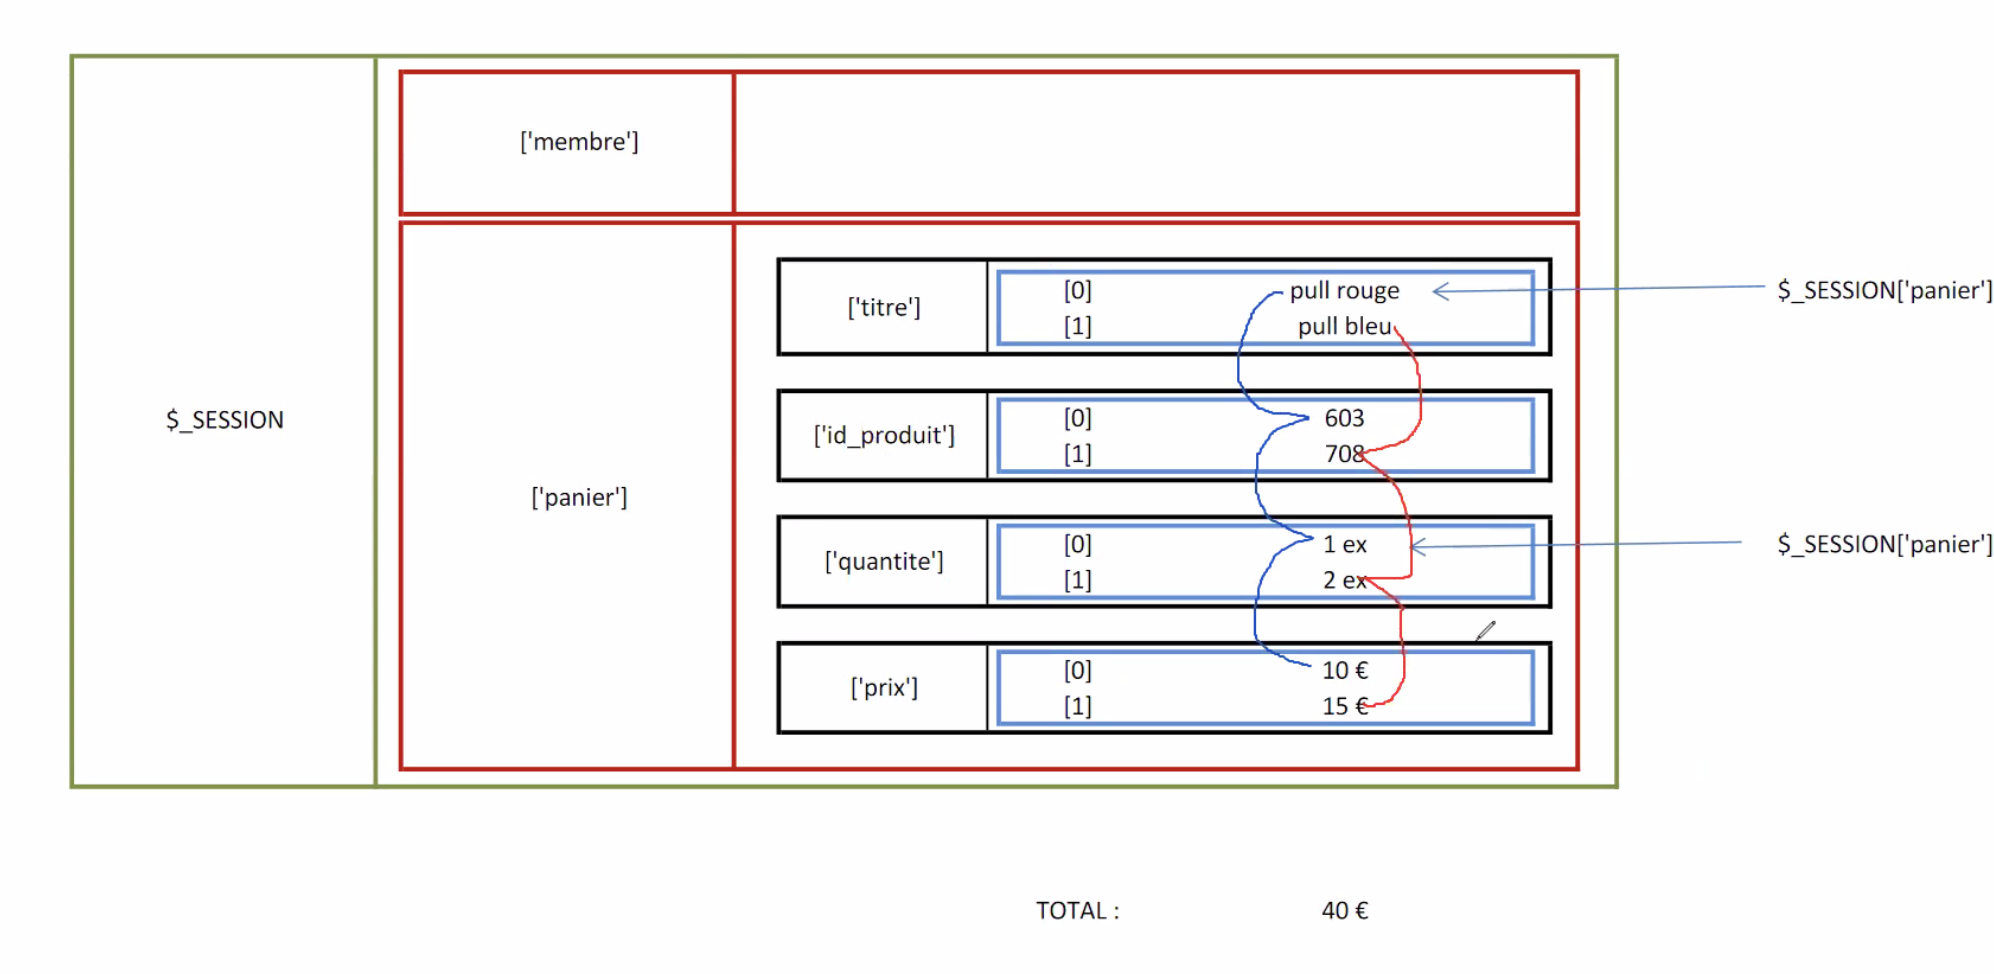 ['membre']
$_SESSION
['panier']
['titre']
[0] pull rouge
[1] pull bleu
$_SESSION['panier']
['id_produit']
[0] 603
[1] 708
['quantite']
[0] 1 ex
[1] 2 ex
$_SESSION['panier']
['prix']
[0] 10 €
[1] 15 €
TOTAL : 40 €